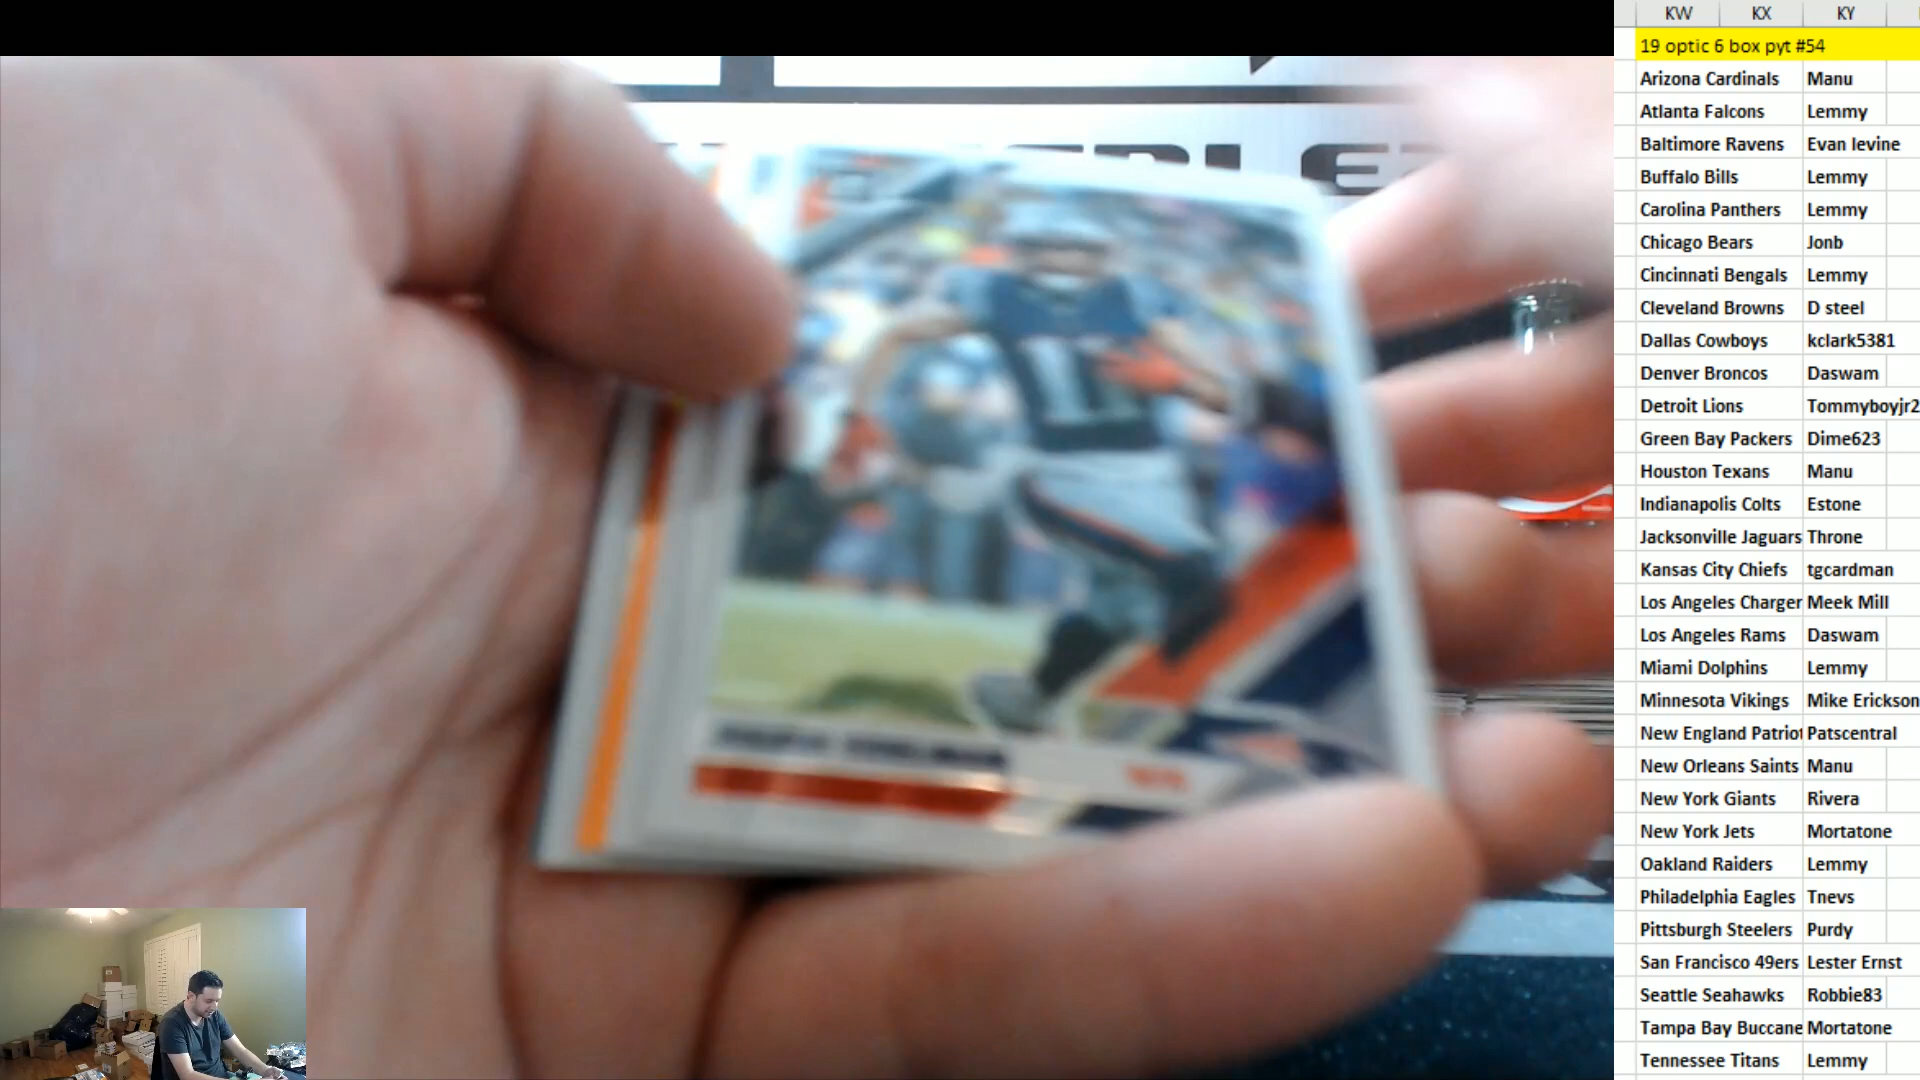 KW KX KY
19 optic 6 box pyt #54
Arizona Cardinals Manu
Atlanta Falcons Lemmy
Baltimore Ravens Evan levine
Buffalo Bills Lemmy
Carolina Panthers Lemmy
Chicago Bears Jonb
Cincinnati Bengals Lemmy
Cleveland Browns D steel
Dallas Cowboys kclark5381
Denver Broncos Daswam
Detroit Lions Tommyboyjr2
Green Bay Packers Dime623
Houston Texans Manu
Indianapolis Colts Estone
Jacksonville Jaguars Throne
Kansas City Chiefs tgcardman
Los Angeles Charger Meek Mill
Los Angeles Rams Daswam
Miami Dolphins Lemmy
Minnesota Vikings Mike Erickson
New England Patriot Patscentral
New Orleans Saints Manu
New York Giants Rivera
New York Jets Mortatone
Oakland Raiders Lemmy
Philadelphia Eagles Tnevs
Pittsburgh Steelers Purdy
San Francisco 49ers Lester Ernst
Seattle Seahawks Robbie83
Tampa Bay Buccane Mortatone
Tennessee Titans Lemmy